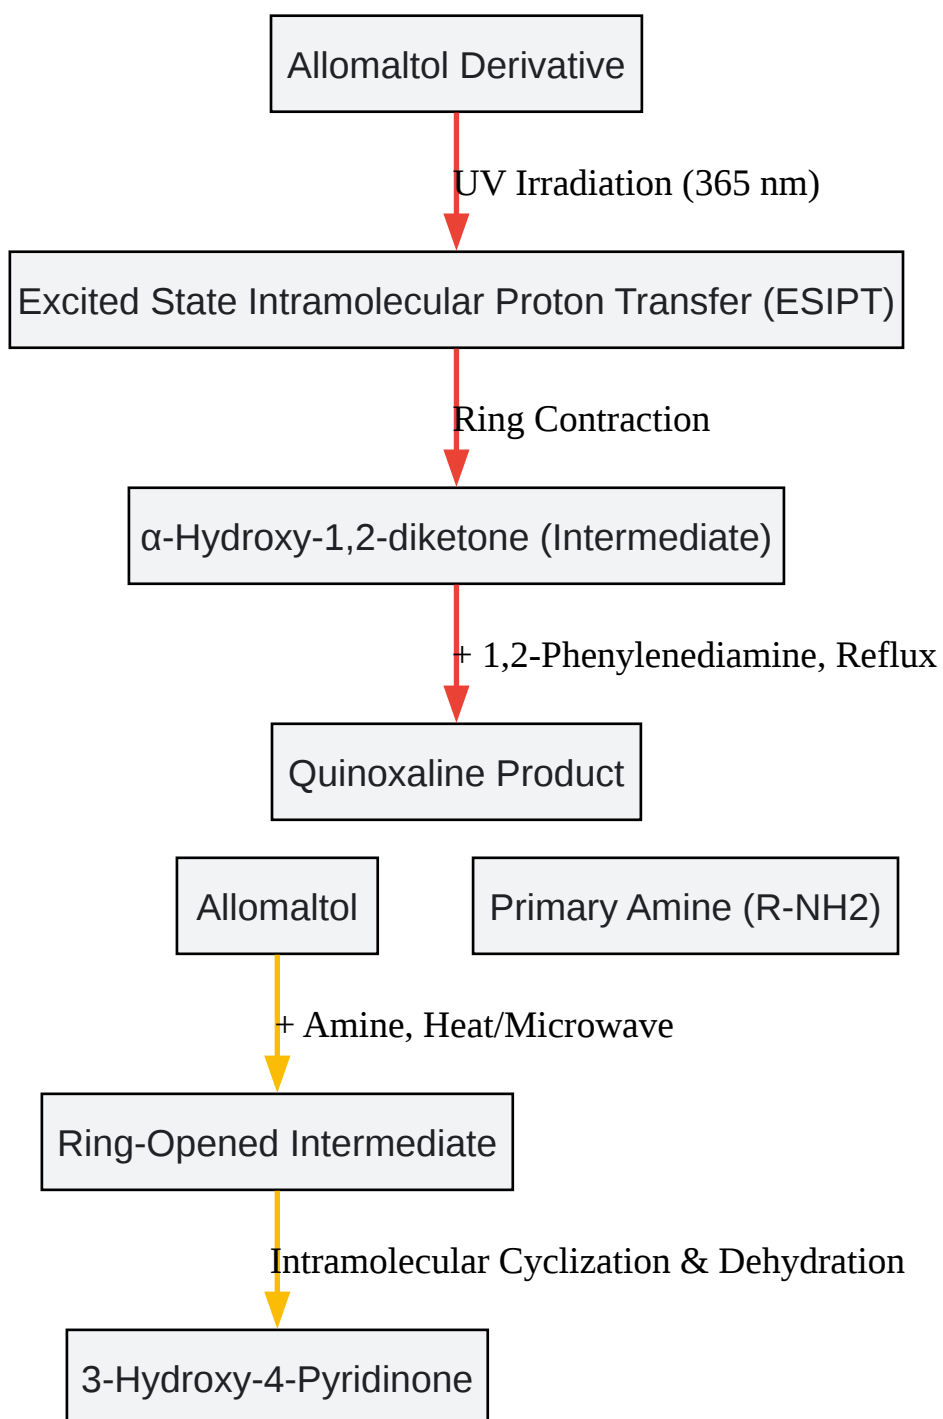 Allomaltol Derivative
UV Irradiation (365 nm)
Excited State Intramolecular Proton Transfer (ESIPT)
Ring Contraction
α-Hydroxy-1,2-diketone (Intermediate)
+ 1,2-Phenylenediamine, Reflux
Quinoxaline Product
Allomaltol
Primary Amine (R-NH2)
+ Amine, Heat/Microwave
Ring-Opened Intermediate
Intramolecular Cyclization & Dehydration
3-Hydroxy-4-Pyridinone